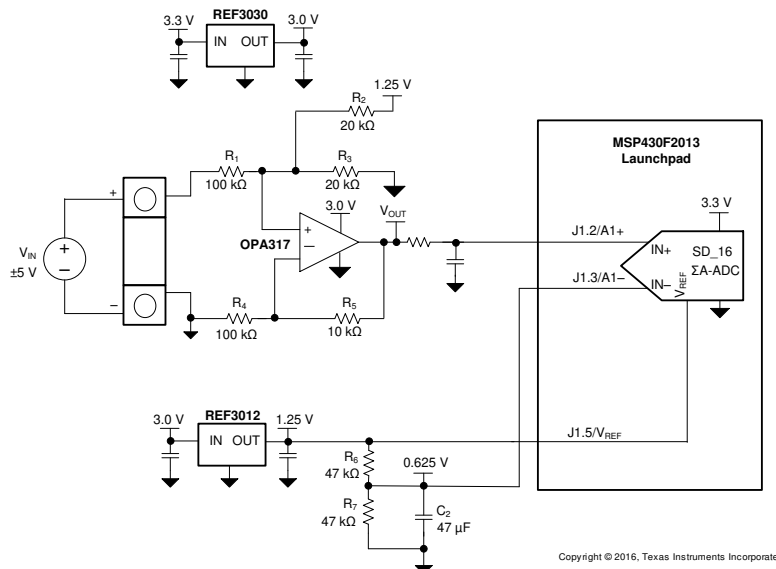 REF3030
3.3 V
3.0 V
IN OUT
1.25 V
R2
20 kΩ
R1
100 kΩ
R3
20 kΩ
MSP430F2013
Launchpad
+
VIN
±5 V
+
−
−
OPA317
3.0 V
+
−
VOUT
J1.2/A1+
3.3 V
IN+
SD_16
ΣΑ-ADC
J1.3/A1−
IN−
VREF
R4
100 kΩ
R5
10 kΩ
REF3012
3.0 V
1.25 V
IN OUT
J1.5/VREF
R6
47 kΩ
0.625 V
R7
47 kΩ
C2
47 µF
Copyright © 2016, Texas Instruments Incorporate